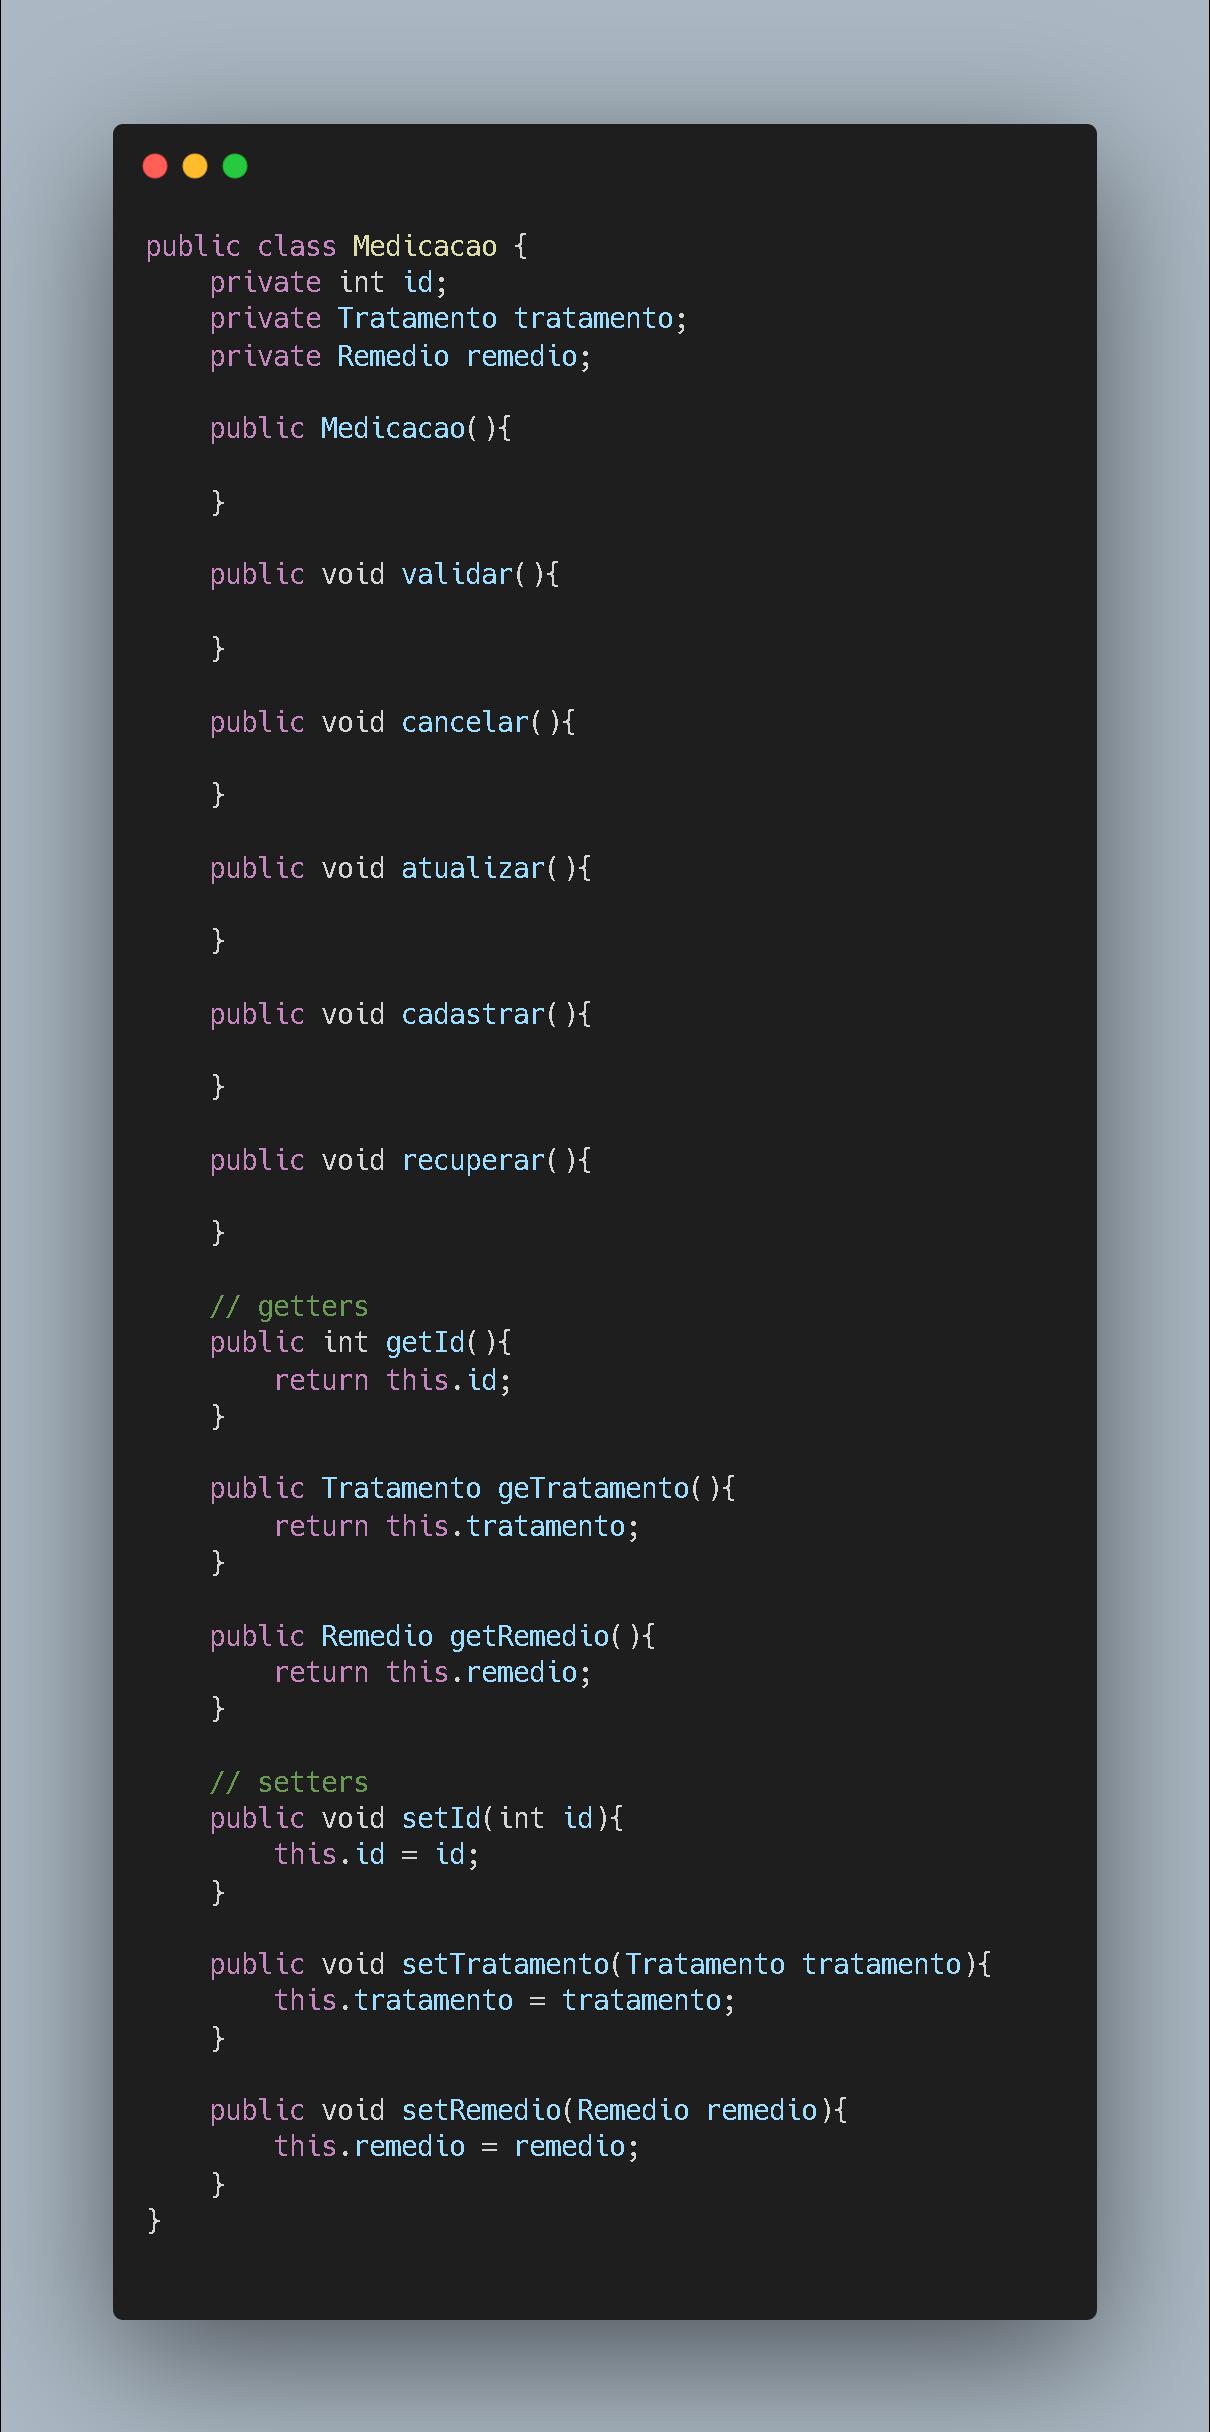 public class Medicacao {
    private int id;
    private Tratamento tratamento;
    private Remedio remedio;

    public Medicacao(){

    }

    public void validar(){

    }

    public void cancelar(){

    }

    public void atualizar(){

    }

    public void cadastrar(){

    }

    public void recuperar(){

    }

    // getters
    public int getId(){
        return this.id;
    }

    public Tratamento geTratamento(){
        return this.tratamento;
    }

    public Remedio getRemedio(){
        return this.remedio;
    }

    // setters
    public void setId(int id){
        this.id = id;
    }

    public void setTratamento(Tratamento tratamento){
        this.tratamento = tratamento;
    }

    public void setRemedio(Remedio remedio){
        this.remedio = remedio;
    }
}